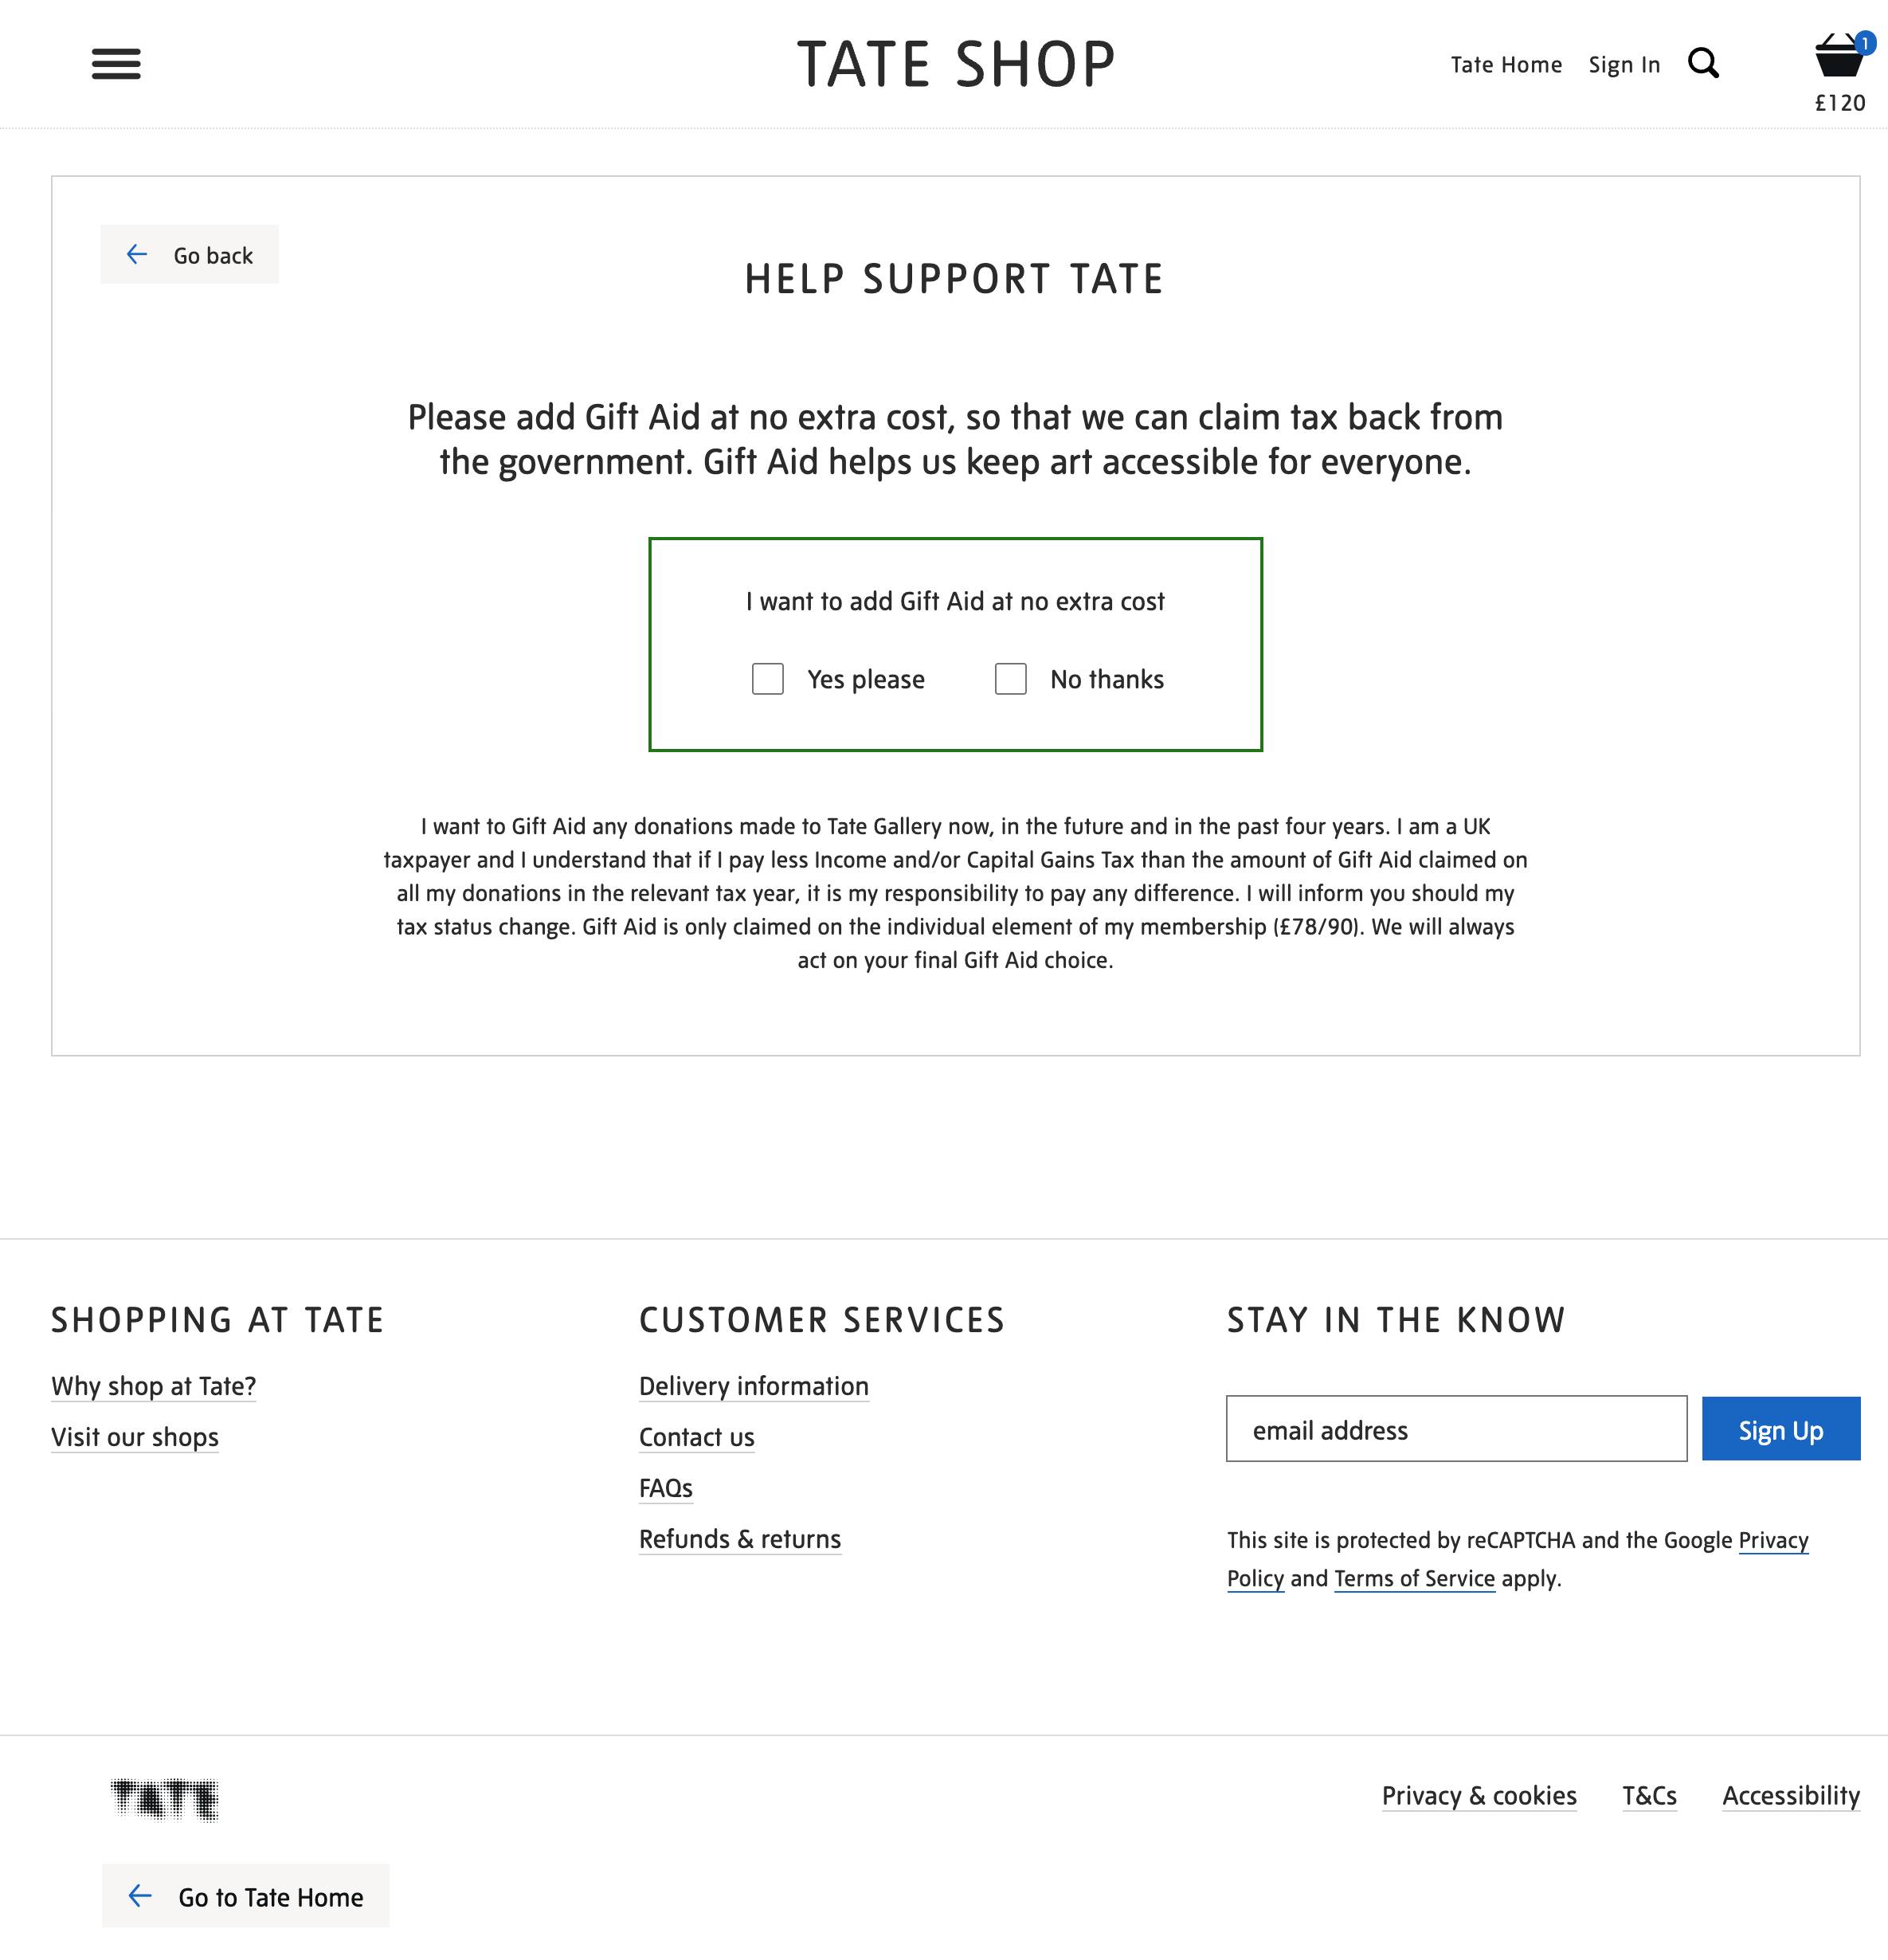 TATE SHOP
Tate Home
Sign In
1
£120
Go back
HELP SUPPORT TATE
Please add Gift Aid at no extra cost, so that we can claim tax back from
the government. Gift Aid helps us keep art accessible for everyone.
I want to add Gift Aid at no extra cost
Yes please
No thanks
I want to Gift Aid any donations made to Tate Gallery now, in the future and in the past four years. I am a UK
taxpayer and I understand that if I pay less Income and/or Capital Gains Tax than the amount of Gift Aid claimed on
all my donations in the relevant tax year, it is my responsibility to pay any difference. I will inform you should my
tax status change. Gift Aid is only claimed on the individual element of my membership (£78/90). We will always
act on your final Gift Aid choice.
SHOPPING AT TATE
Why shop at Tate?
Visit our shops
CUSTOMER SERVICES
Delivery information
Contact us
FAQs
Refunds & returns
STAY IN THE KNOW
email address
Sign Up
This site is protected by reCAPTCHA and the Google Privacy
Policy and Terms of Service apply.
TATE
Privacy & cookies
T&Cs
Accessibility
Go to Tate Home